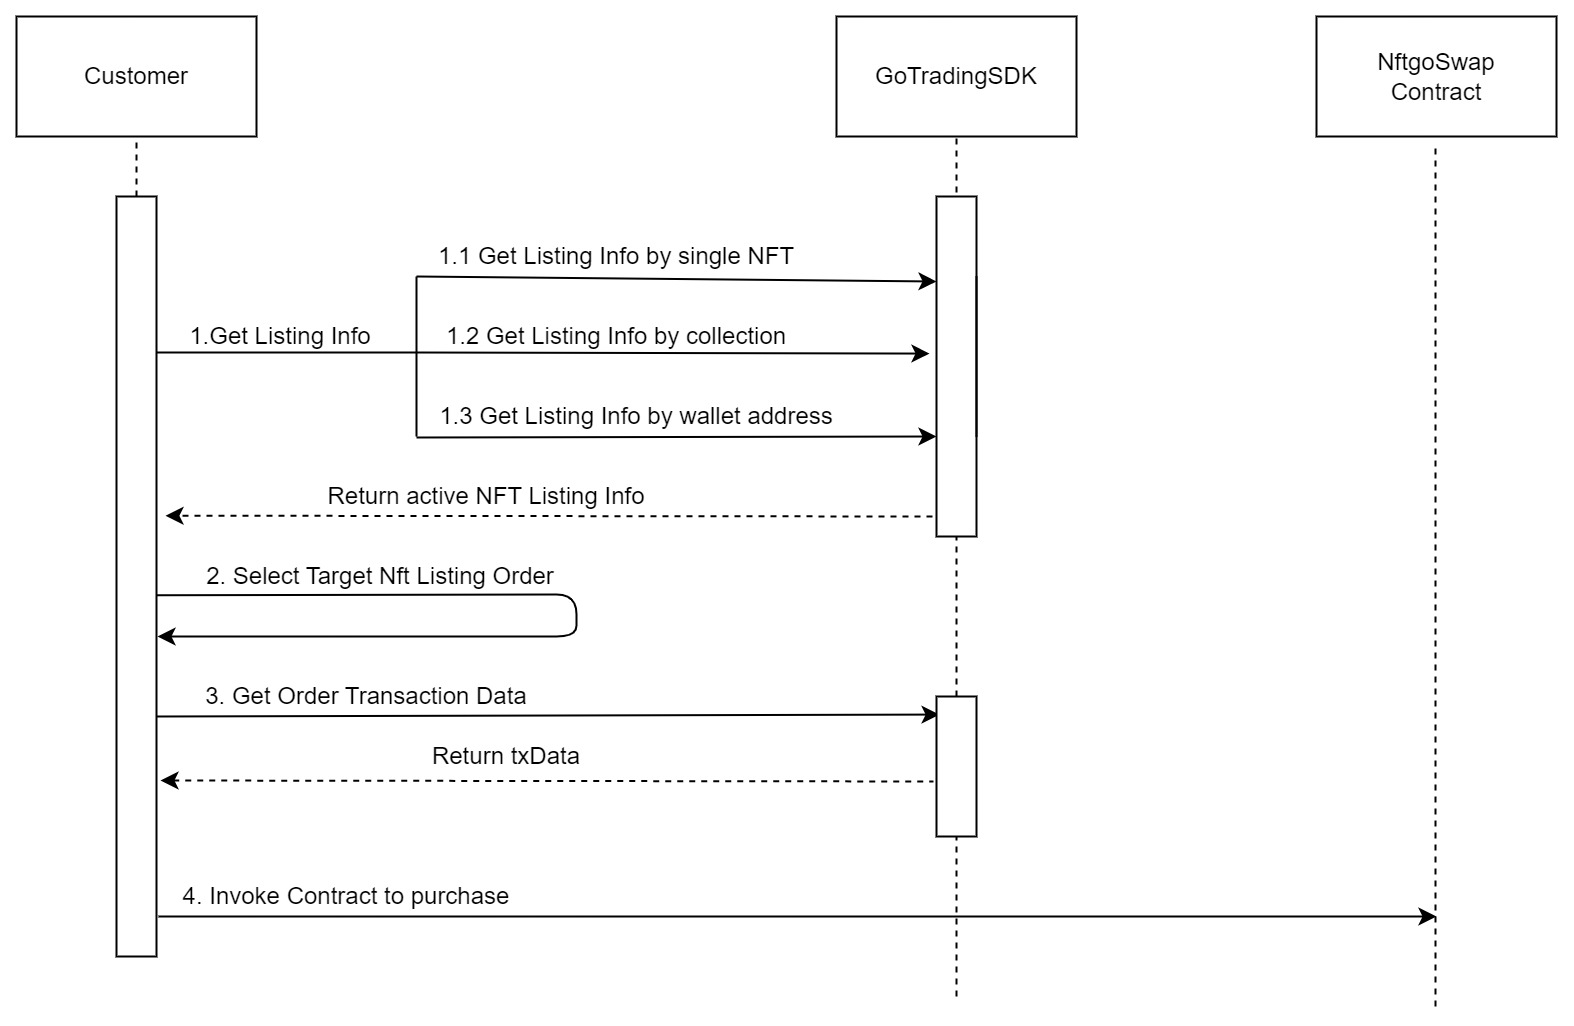 Customer
GoTradingSDK
NftgoSwap
Contract
1.1 Get Listing Info by single NFT
1.Get Listing Info
1.2 Get Listing Info by collection
1.3 Get Listing Info by wallet address
Return active NFT Listing Info
2. Select Target Nft Listing Order
3. Get Order Transaction Data
Return txData
4. Invoke Contract to purchase